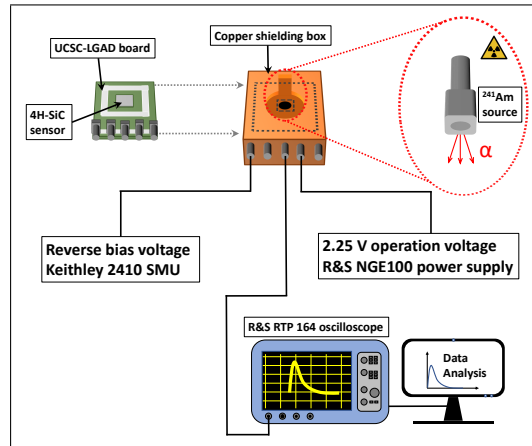 UCSC-LGAD board
Copper shielding box
4H-SiC
sensor
²⁴¹Am
source
α
Reverse bias voltage
Keithley 2410 SMU
2.25 V operation voltage
R&S NGE100 power supply
R&S RTP 164 oscilloscope
Data
Analysis